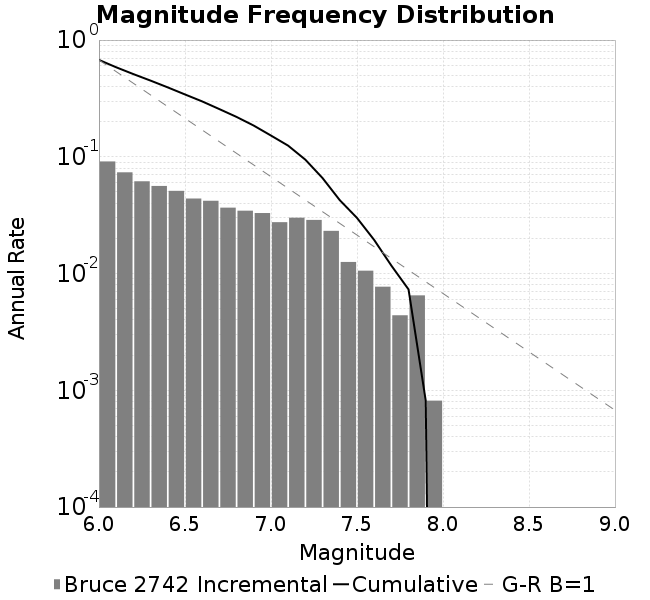 Magnitude Frequency Distribution
10^0
10^-1
10^-2
10^-3
10^-4
Annual Rate
6.0 6.5 7.0 7.5 8.0 8.5 9.0
Magnitude
Bruce 2742 Incremental Cumulative G-R B=1